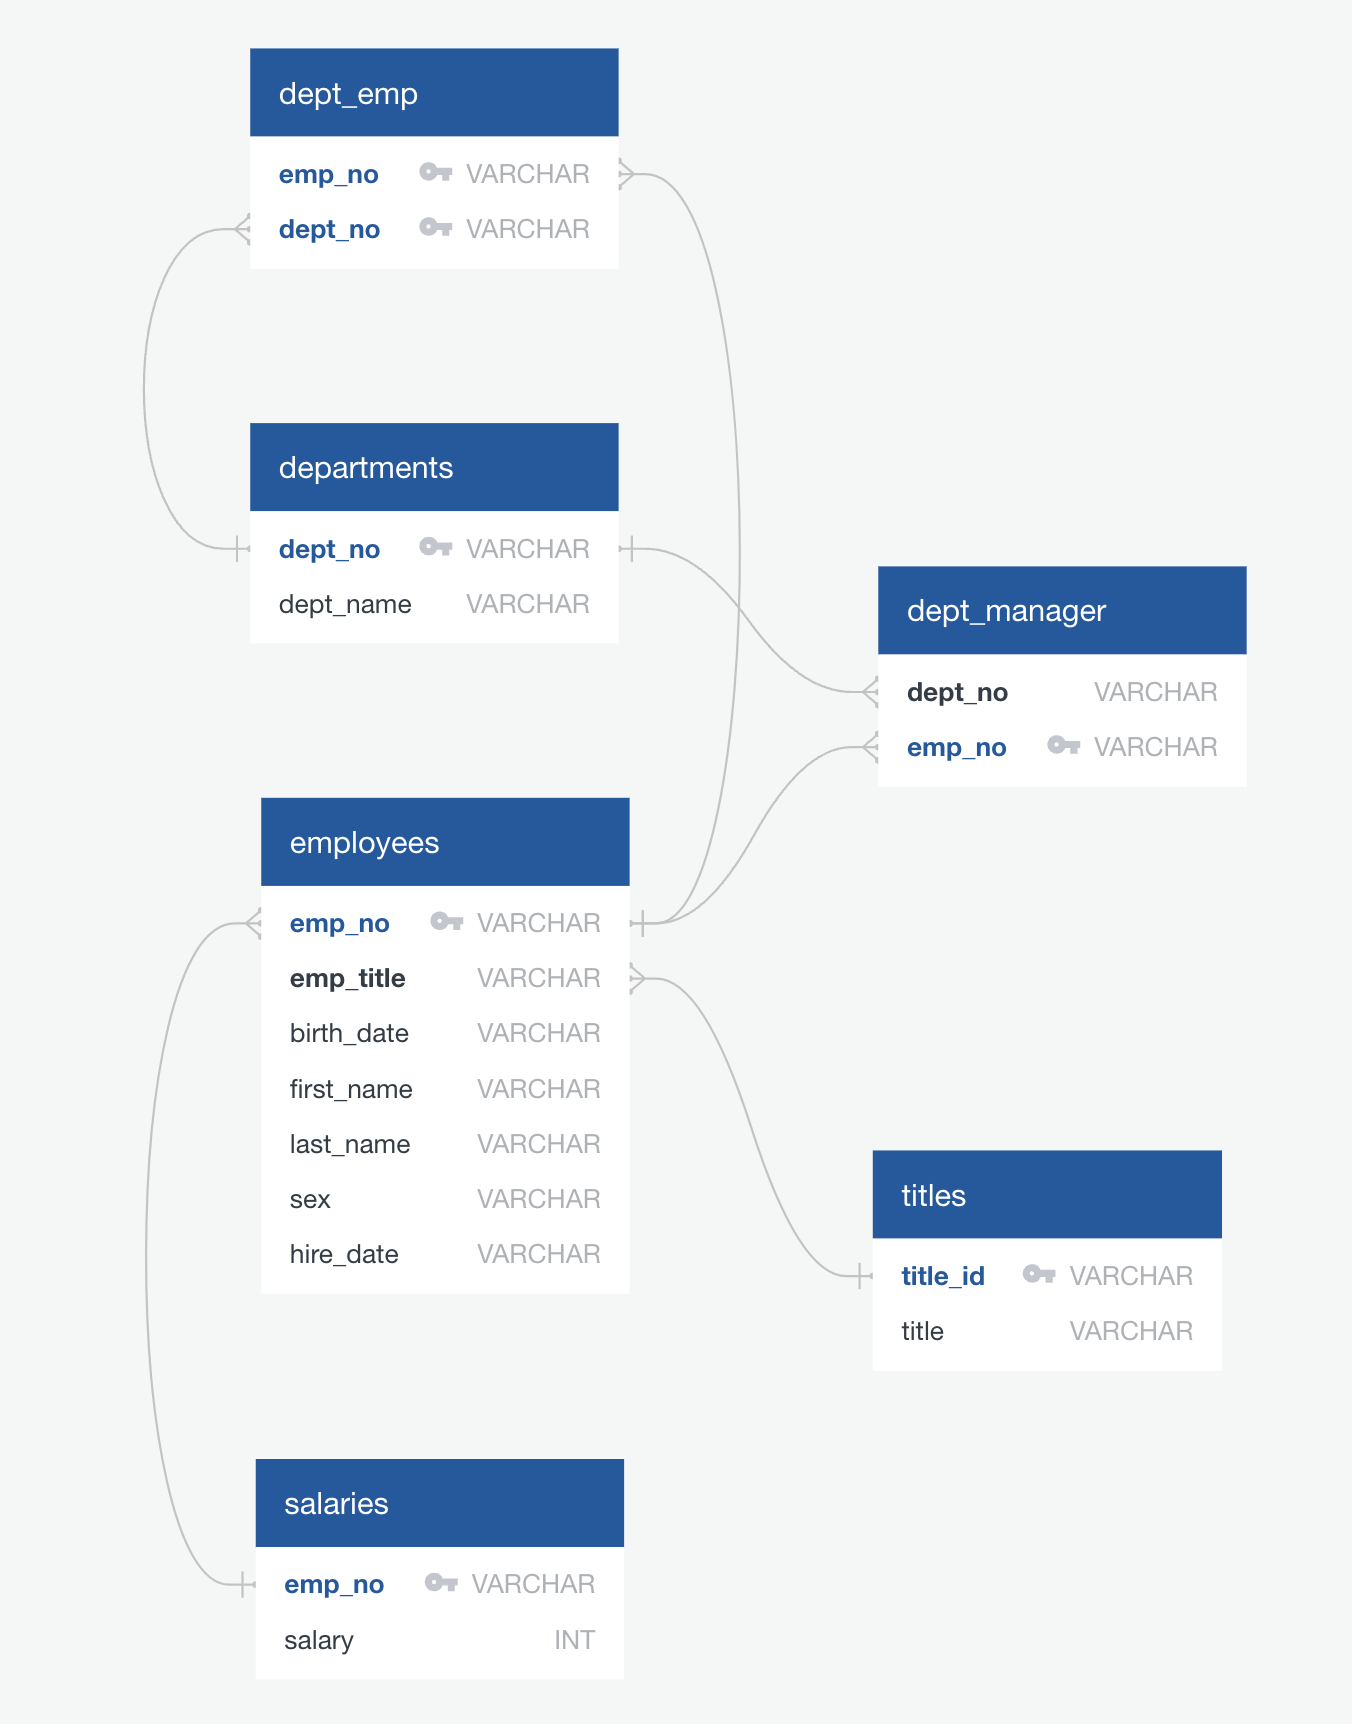 dept_emp
emp_no VARCHAR
dept_no VARCHAR
departments
dept_no VARCHAR
dept_name VARCHAR
dept_manager
dept_no VARCHAR
emp_no VARCHAR
employees
emp_no VARCHAR
emp_title VARCHAR
birth_date VARCHAR
first_name VARCHAR
last_name VARCHAR
sex VARCHAR
hire_date VARCHAR
titles
title_id VARCHAR
title VARCHAR
salaries
emp_no VARCHAR
salary INT